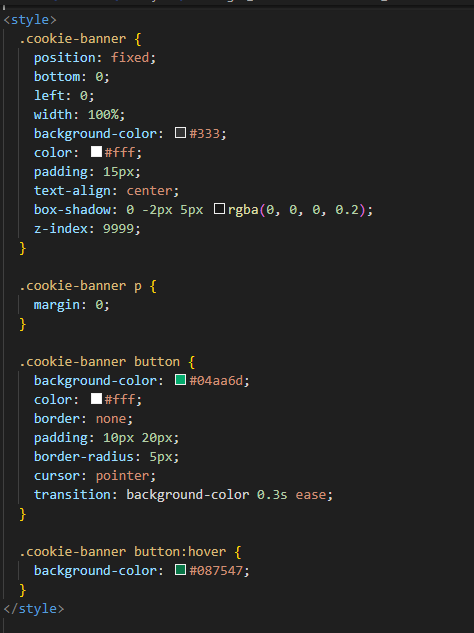 <style>
.cookie-banner {
position: fixed;
bottom: 0;
left: 0;
width: 100%;
background-color: #333;
color: #fff;
padding: 15px;
text-align: center;
box-shadow: 0 -2px 5px rgba(0, 0, 0, 0.2);
z-index: 9999;
}
.cookie-banner p {
margin: 0;
}
.cookie-banner button {
background-color: #04aa6d;
color: #fff;
border: none;
padding: 10px 20px;
border-radius: 5px;
cursor: pointer;
transition: background-color 0.3s ease;
}
.cookie-banner button:hover {
background-color: #087547;
}
</style>